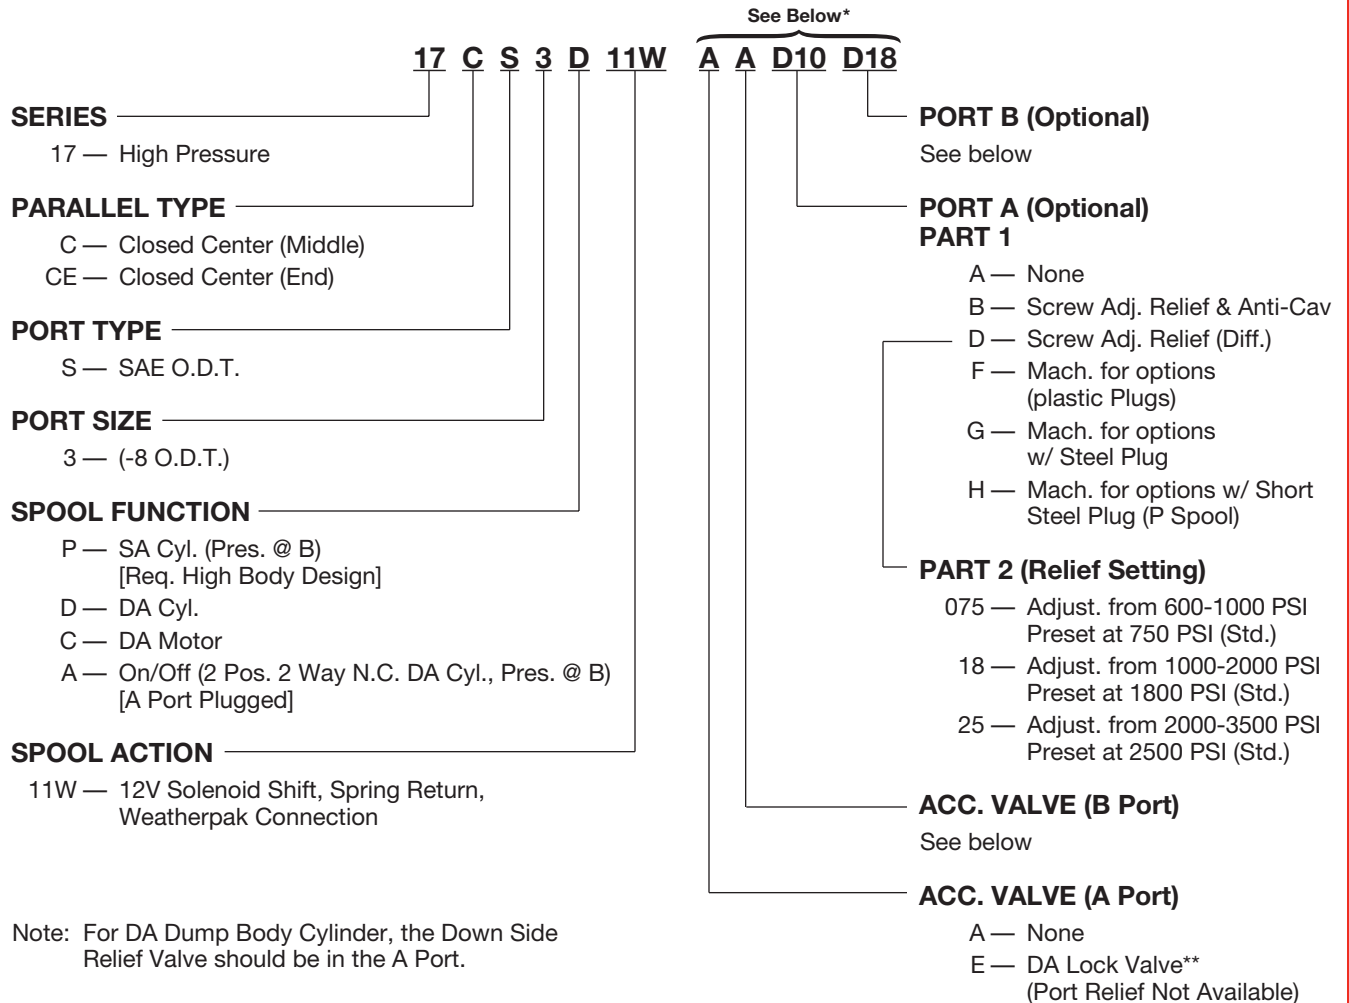 See Below*
17 C S 3 D 11W A A D10 D18
SERIES
17 — High Pressure
PARALLEL TYPE
C — Closed Center (Middle)
CE — Closed Center (End)
PORT TYPE
S — SAE O.D.T.
PORT SIZE
3 — (-8 O.D.T.)
SPOOL FUNCTION
P — SA Cyl. (Pres. @ B)
[Req. High Body Design]
D — DA Cyl.
C — DA Motor
A — On/Off (2 Pos. 2 Way N.C. DA Cyl., Pres. @ B)
[A Port Plugged]
SPOOL ACTION
11W — 12V Solenoid Shift, Spring Return,
Weatherpak Connection
Note: For DA Dump Body Cylinder, the Down Side
Relief Valve should be in the A Port.
PORT B (Optional)
See below
PORT A (Optional)
PART 1
A — None
B — Screw Adj. Relief & Anti-Cav
D — Screw Adj. Relief (Diff.)
F — Mach. for options
(plastic Plugs)
G — Mach. for options
w/ Steel Plug
H — Mach. for options w/ Short
Steel Plug (P Spool)
PART 2 (Relief Setting)
075 — Adjust. from 600-1000 PSI
Preset at 750 PSI (Std.)
18 — Adjust. from 1000-2000 PSI
Preset at 1800 PSI (Std.)
25 — Adjust. from 2000-3500 PSI
Preset at 2500 PSI (Std.)
ACC. VALVE (B Port)
See below
ACC. VALVE (A Port)
A — None
E — DA Lock Valve**
(Port Relief Not Available)